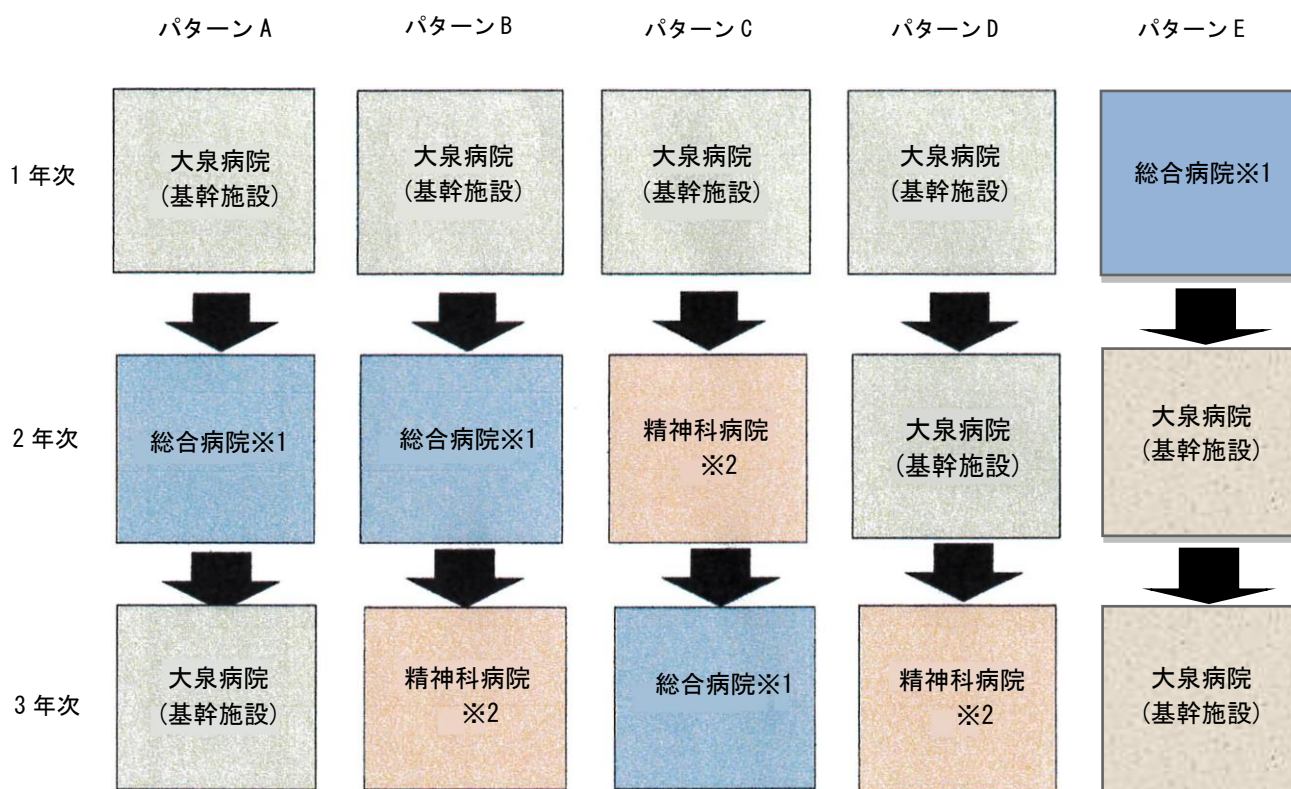 パターンA
パターンB
パターンC
パターンD
パターンE
1年次
大泉病院
(基幹施設)
大泉病院
(基幹施設)
大泉病院
(基幹施設)
大泉病院
(基幹施設)
総合病院※1
2年次
総合病院※1
総合病院※1
精神科病院
※2
大泉病院
(基幹施設)
大泉病院
(基幹施設)
3年次
大泉病院
(基幹施設)
精神科病院
※2
総合病院※1
精神科病院
※2
大泉病院
(基幹施設)